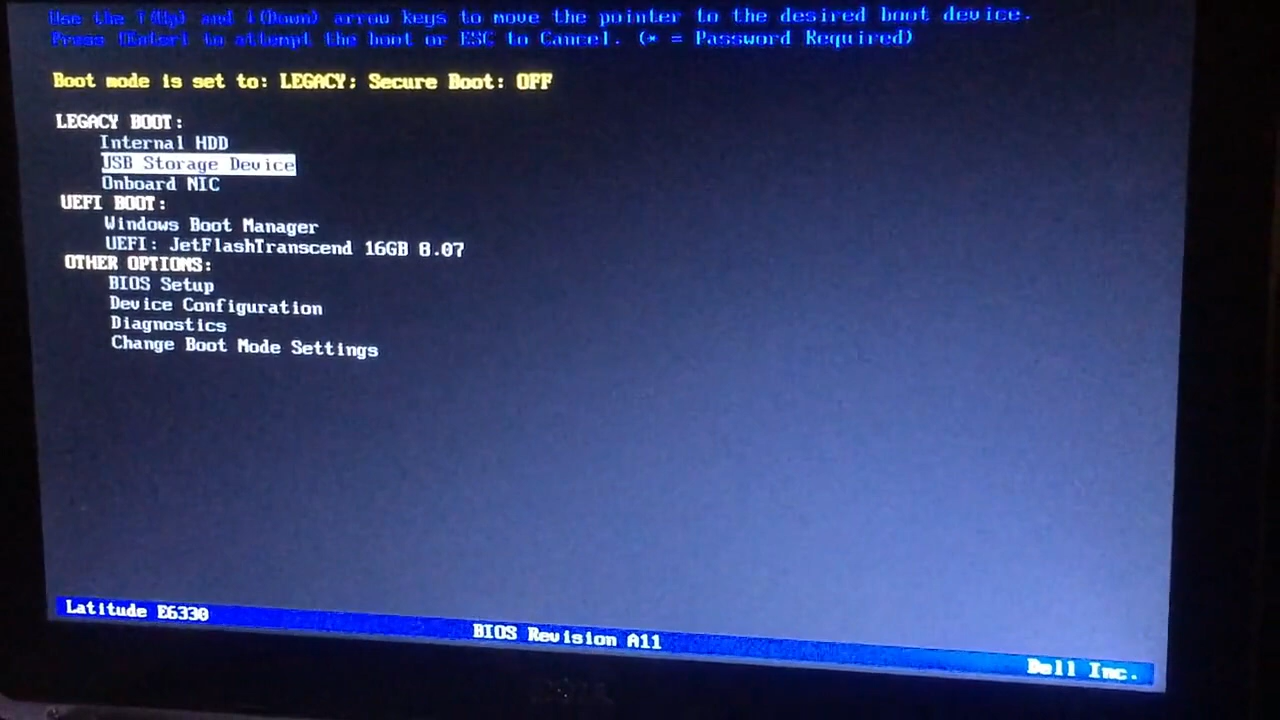 Use the ↑(Up) and ↓(Down) arrow keys to move the pointer to the desired boot device.
Press [Enter] to attempt the boot or ESC to Cancel. (* = Password Required)
Boot mode is set to: LEGACY; Secure Boot: OFF
LEGACY BOOT:
Internal HDD
USB Storage Device
Onboard NIC
UEFI BOOT:
Windows Boot Manager
UEFI: JetFlashTranscend 16GB 8.07
OTHER OPTIONS:
BIOS Setup
Device Configuration
Diagnostics
Change Boot Mode Settings
Latitude E6330
BIOS Revision A11
Dell Inc.